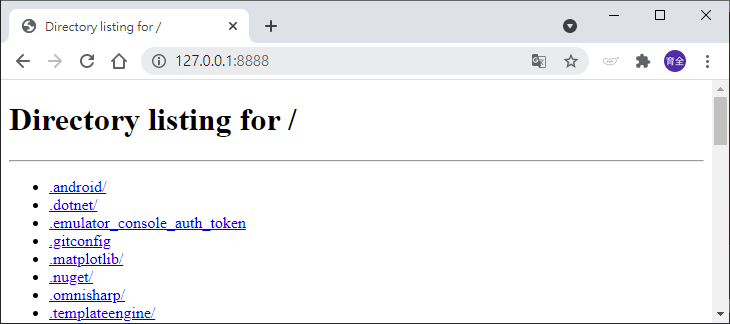 Directory listing for /
127.0.0.1:8888
育全
Directory listing for /
.android/
.dotnet/
.emulator_console_auth_token
.gitconfig
.matplotlib/
.nuget/
.omnisharp/
.templateengine/